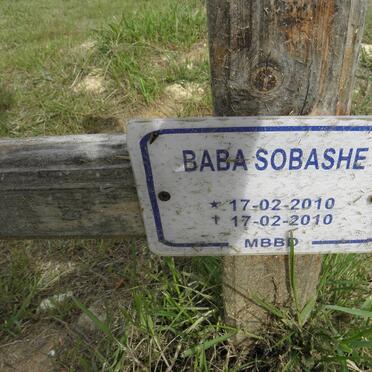 BABA SOBASHE
★ 17-02-2010
† 17-02-2010
MBBD